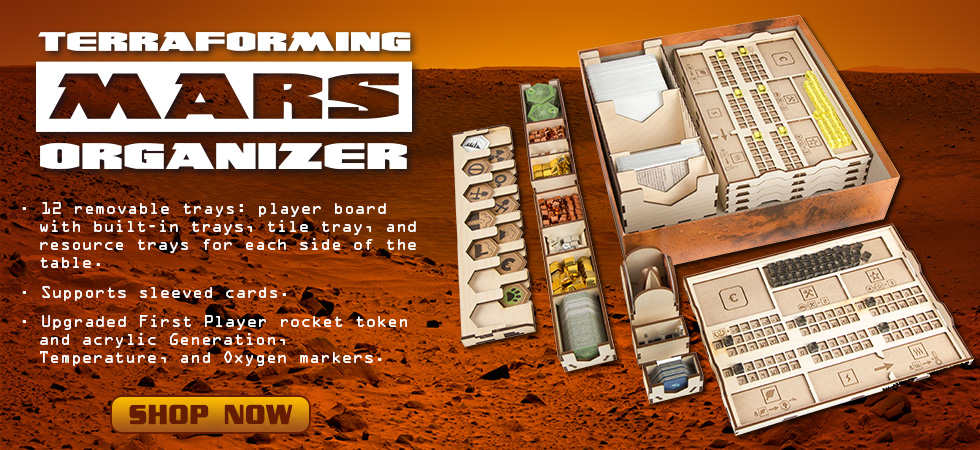 TERRAFORMING
MARS
ORGANIZER
· 12 removable trays: player board
with built-in trays, tile tray, and
resource trays for each side of the
table.
· Supports sleeved cards.
· Upgraded First Player rocket token
and acrylic Generation,
Temperature, and Oxygen markers.
SHOP NOW